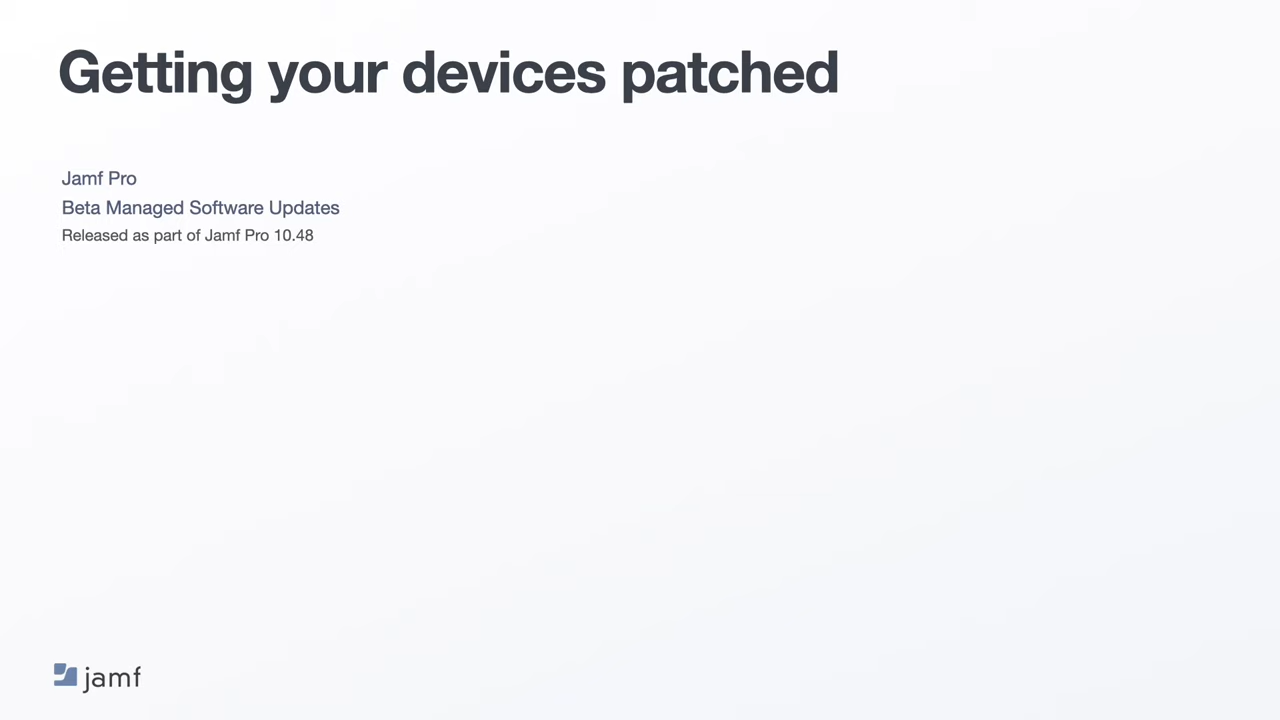 Getting your devices patched
Jamf Pro
Beta Managed Software Updates
Released as part of Jamf Pro 10.48
jamf